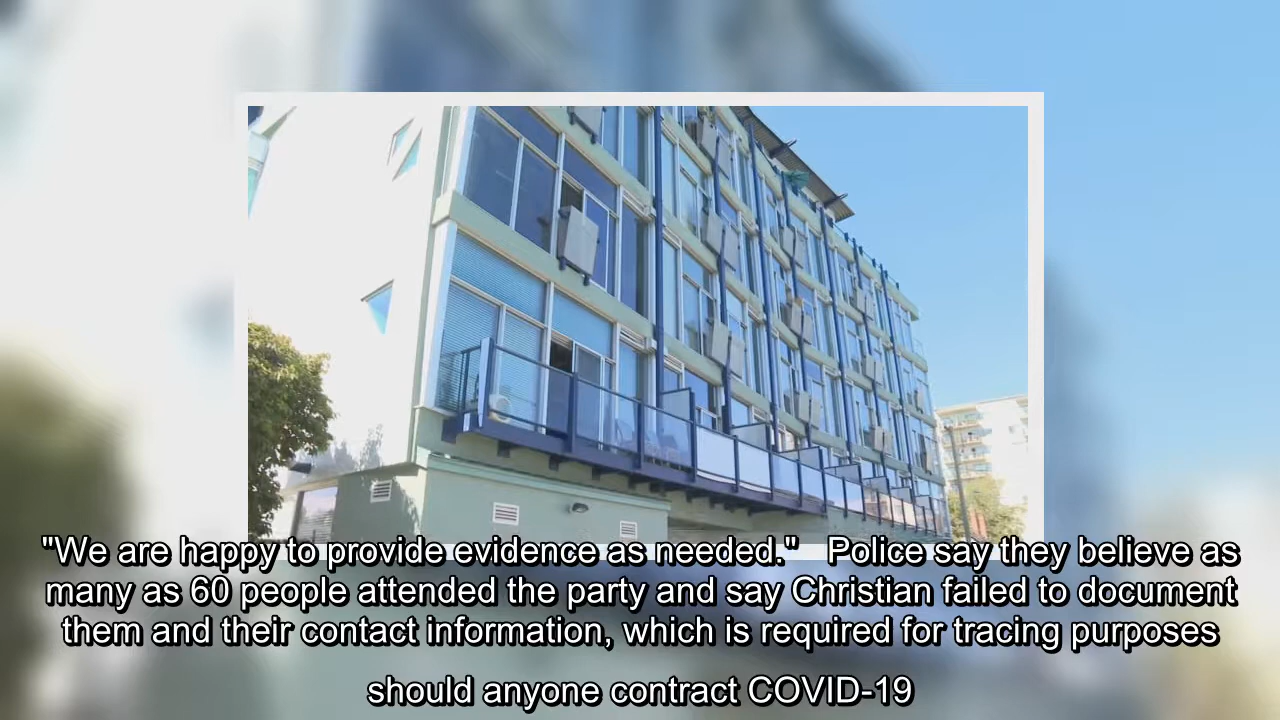 "We are happy to provide evidence as needed."   Police say they believe as
many as 60 people attended the party and say Christian failed to document
them and their contact information, which is required for tracing purposes
should anyone contract COVID-19